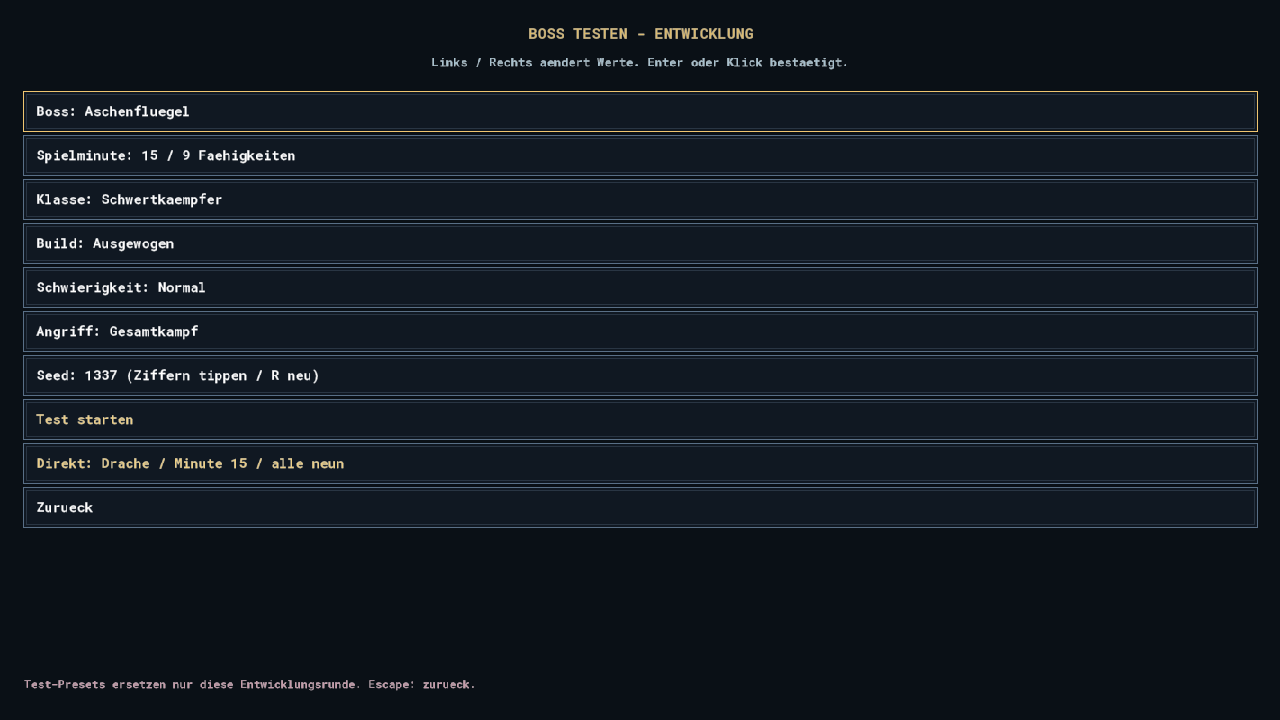 BOSS TESTEN - ENTWICKLUNG
Links / Rechts aendert Werte. Enter oder Klick bestaetigt.
Boss: Aschenfluegel
Spielminute: 15 / 9 Faehigkeiten
Klasse: Schwertkaempfer
Build: Ausgewogen
Schwierigkeit: Normal
Angriff: Gesamtkampf
Seed: 1337 (Ziffern tippen / R neu)
Test starten
Direkt: Drache / Minute 15 / alle neun
Zurueck
Test-Presets ersetzen nur diese Entwicklungsrunde. Escape: zurueck.